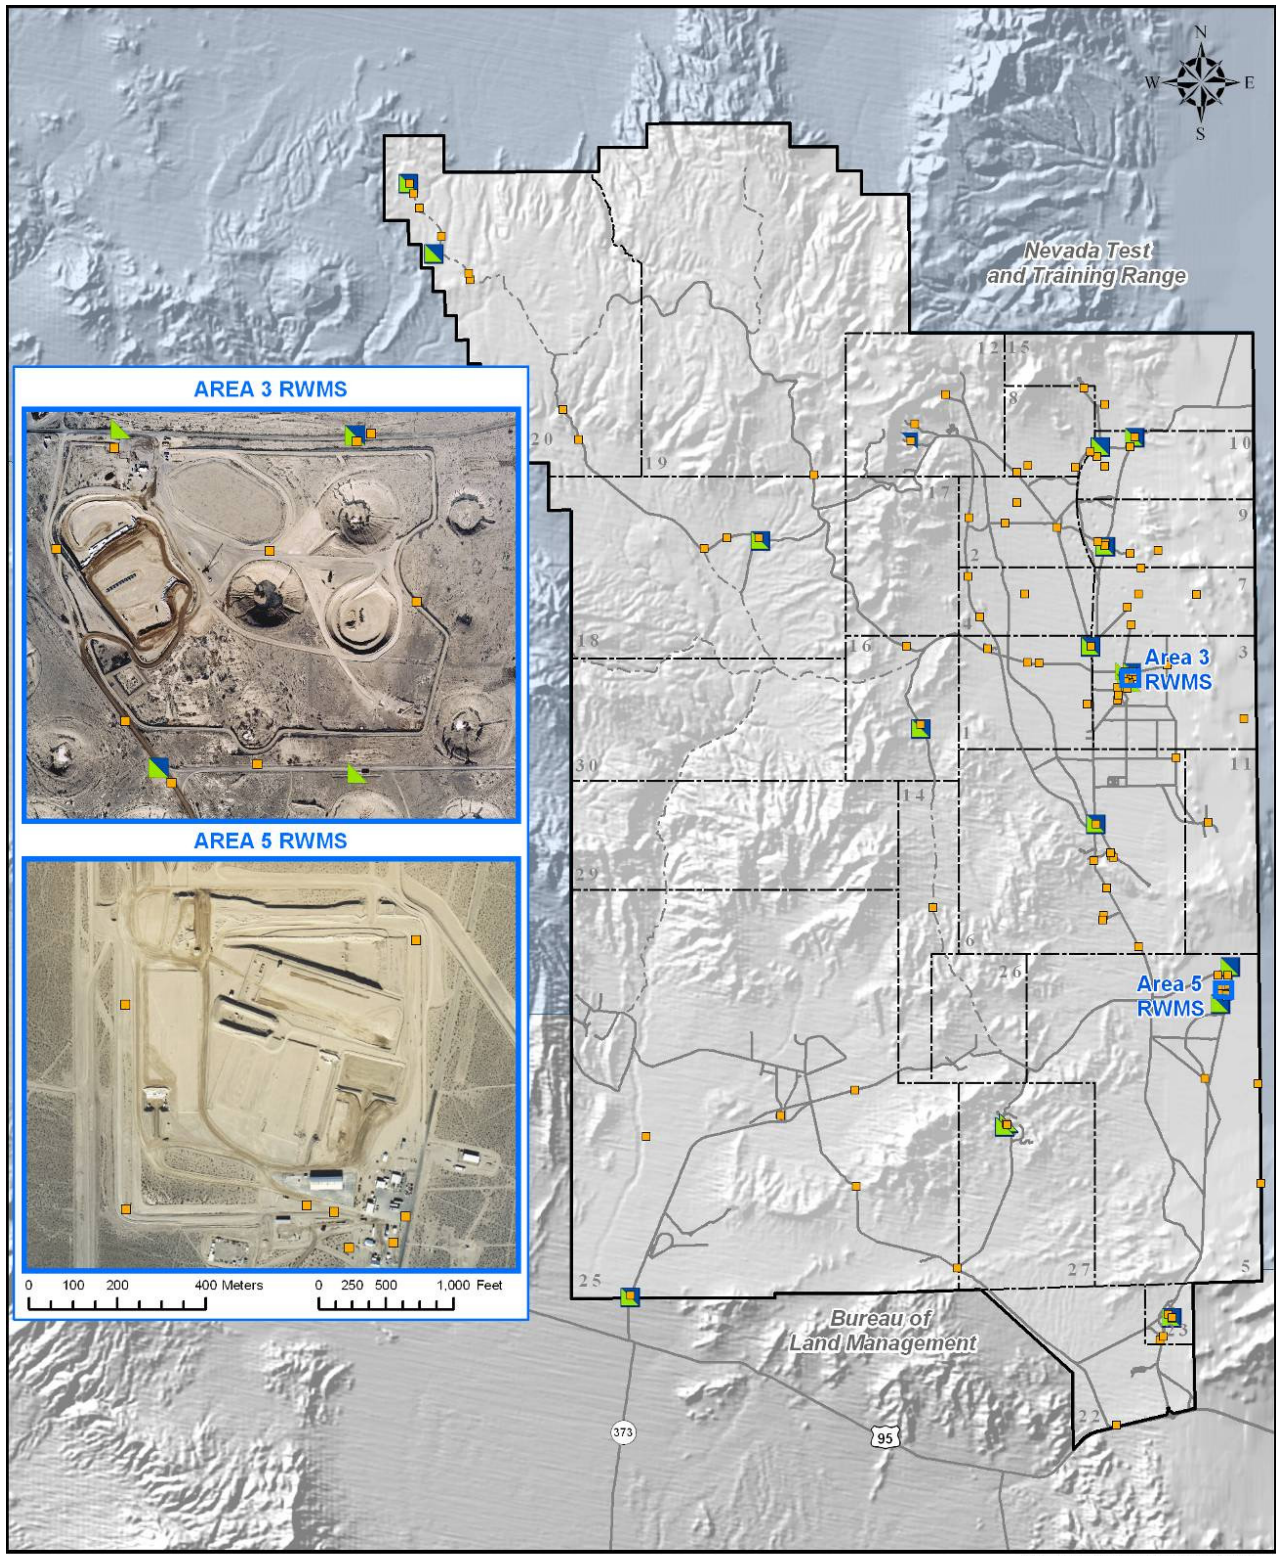 N
W E
S
Nevada Test
and Training Range
12 15
8
AREA 3 RWMS
20
19
10
17
9
2
7
4
18
16
3
Area 3
RWMS
1
30
11
14
29
AREA 5 RWMS
6
26
Area 5
RWMS
0 100 200 400 Meters
0 250 500 1,000 Feet
25
27
5
Bureau of
Land Management
23
22
373
95